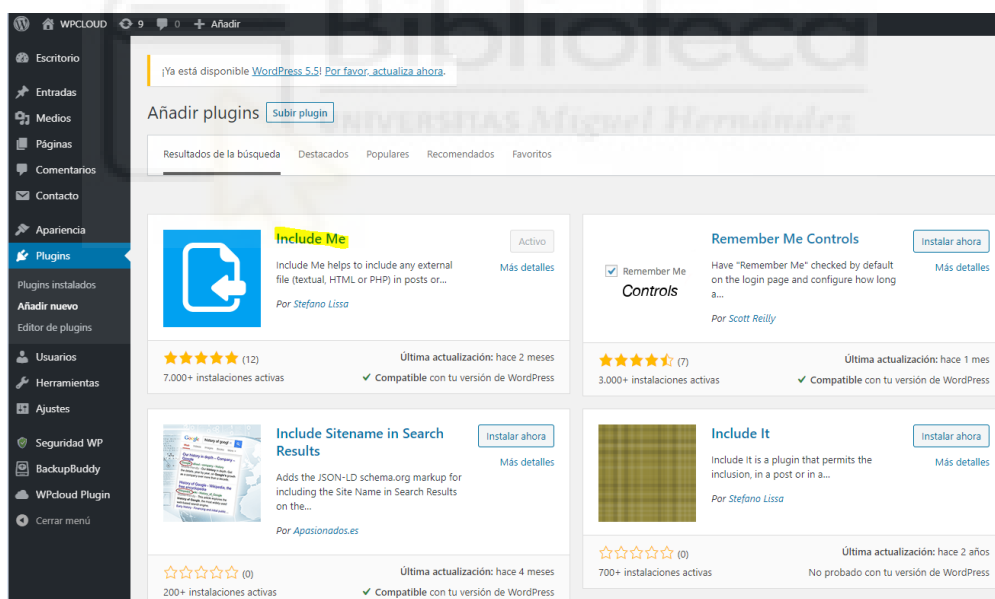 WPCLOUD 9 0 + Añadir
Biblioteca
UNIVERSITAS Miguel Hernández
Escritorio
Entradas
Medios
Páginas
Comentarios
Contacto
Apariencia
Plugins
Plugins instalados
Añadir nuevo
Editor de plugins
Usuarios
Herramientas
Ajustes
Seguridad WP
BackupBuddy
WPcloud Plugin
Cerrar menú
¡Ya está disponible WordPress 5.5! Por favor, actualiza ahora.
Añadir plugins Subir plugin
Resultados de la búsqueda Destacados Populares Recomendados Favoritos
Include Me
Activo
Más detalles
Include Me helps to include any external
file (textual, HTML or PHP) in posts or...
Por Stefano Lissa
(12)
7.000+ instalaciones activas
Última actualización: hace 2 meses
✓ Compatible con tu versión de WordPress
Remember Me
Controls
Remember Me Controls
Instalar ahora
Más detalles
Have "Remember Me" checked by default
on the login page and configure how long
a...
Por Scott Reilly
(7)
3.000+ instalaciones activas
Última actualización: hace 1 mes
✓ Compatible con tu versión de WordPress
Include Sitename in Search
Results
Instalar ahora
Más detalles
Adds the JSON-LD schema.org markup for
including the Site Name in Search Results
on the...
Por Apasionados.es
(0)
200+ instalaciones activas
Última actualización: hace 4 meses
✓ Compatible con tu versión de WordPress
Include It
Instalar ahora
Más detalles
Include It is a plugin that permits the
inclusion, in a post or in a...
Por Stefano Lissa
(0)
700+ instalaciones activas
Última actualización: hace 2 años
No probado con tu versión de WordPress